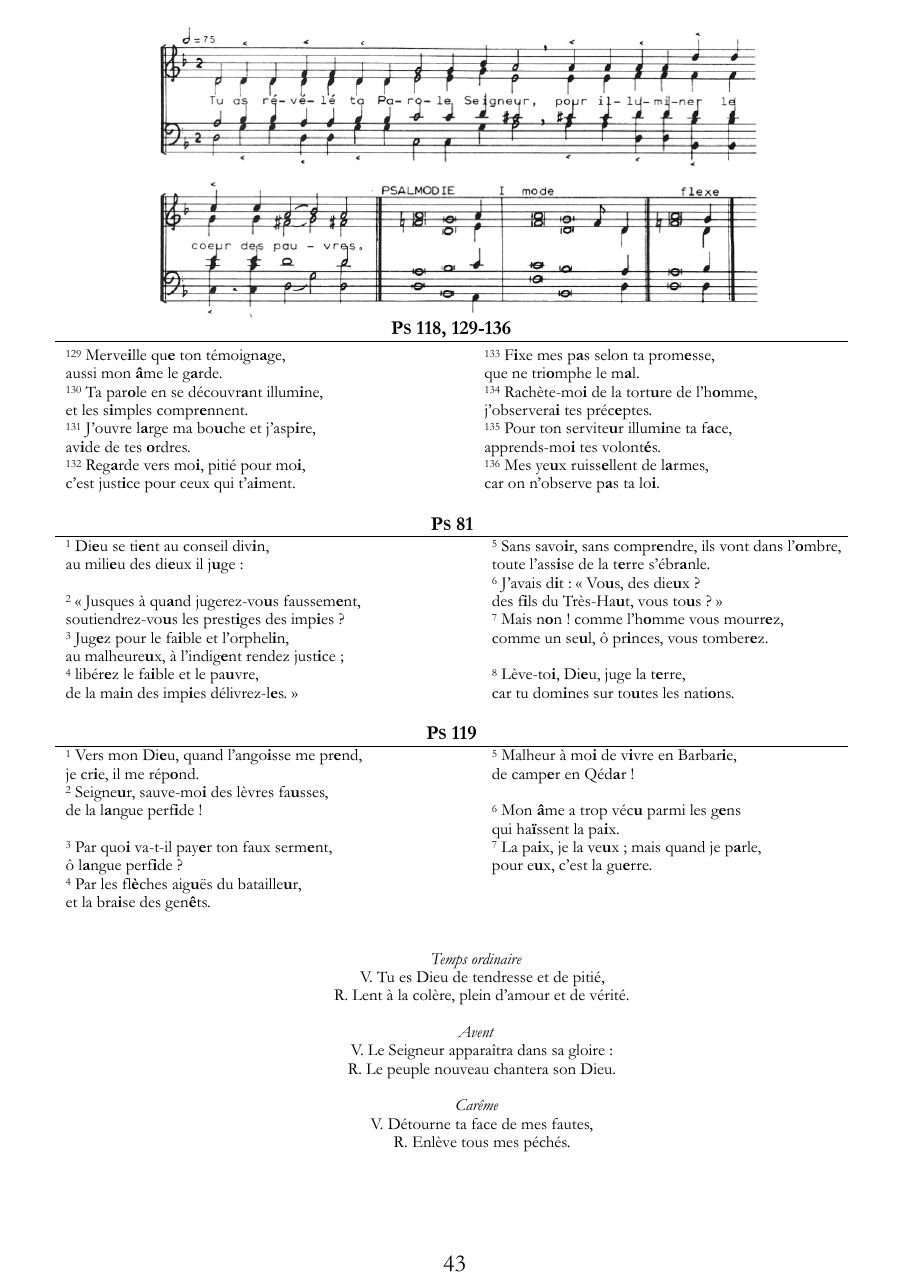 = 75
Tu as ré-vé-lé ta Pa-ro-le, Seigneur, pour il-lu-mi-ner le
PSALMODIE I mode flexe
coeur des pau - vres.
Ps 118, 129-136
129 Merveille que ton témoignage,
aussi mon âme le garde.
130 Ta parole en se découvrant illumine,
et les simples comprennent.
131 J’ouvre large ma bouche et j’aspire,
avide de tes ordres.
132 Regarde vers moi, pitié pour moi,
c’est justice pour ceux qui t’aiment.
133 Fixe mes pas selon ta promesse,
que ne triomphe le mal.
134 Rachète-moi de la torture de l’homme,
j’observerai tes préceptes.
135 Pour ton serviteur illumine ta face,
apprends-moi tes volontés.
136 Mes yeux ruissellent de larmes,
car on n’observe pas ta loi.
Ps 81
1 Dieu se tient au conseil divin,
au milieu des dieux il juge :
2 « Jusques à quand jugerez-vous faussement,
soutiendrez-vous les prestiges des impies ?
3 Jugez pour le faible et l’orphelin,
au malheureux, à l’indigent rendez justice ;
4 libérez le faible et le pauvre,
de la main des impies délivrez-les. »
5 Sans savoir, sans comprendre, ils vont dans l’ombre,
toute l’assise de la terre s’ébranle.
6 J’avais dit : « Vous, des dieux ?
des fils du Très-Haut, vous tous ? »
7 Mais non ! comme l’homme vous mourrez,
comme un seul, ô princes, vous tomberez.
8 Lève-toi, Dieu, juge la terre,
car tu domines sur toutes les nations.
Ps 119
1 Vers mon Dieu, quand l’angoisse me prend,
je crie, il me répond.
2 Seigneur, sauve-moi des lèvres fausses,
de la langue perfide !
3 Par quoi va-t-il payer ton faux serment,
ô langue perfide ?
4 Par les flèches aiguës du batailleur,
et la braise des genêts.
5 Malheur à moi de vivre en Barbarie,
de camper en Qédar !
6 Mon âme a trop vécu parmi les gens
qui haïssent la paix.
7 La paix, je la veux ; mais quand je parle,
pour eux, c’est la guerre.
Temps ordinaire
V. Tu es Dieu de tendresse et de pitié,
R. Lent à la colère, plein d’amour et de vérité.
Avent
V. Le Seigneur apparaîtra dans sa gloire :
R. Le peuple nouveau chantera son Dieu.
Carême
V. Détourne ta face de mes fautes,
R. Enlève tous mes péchés.
43